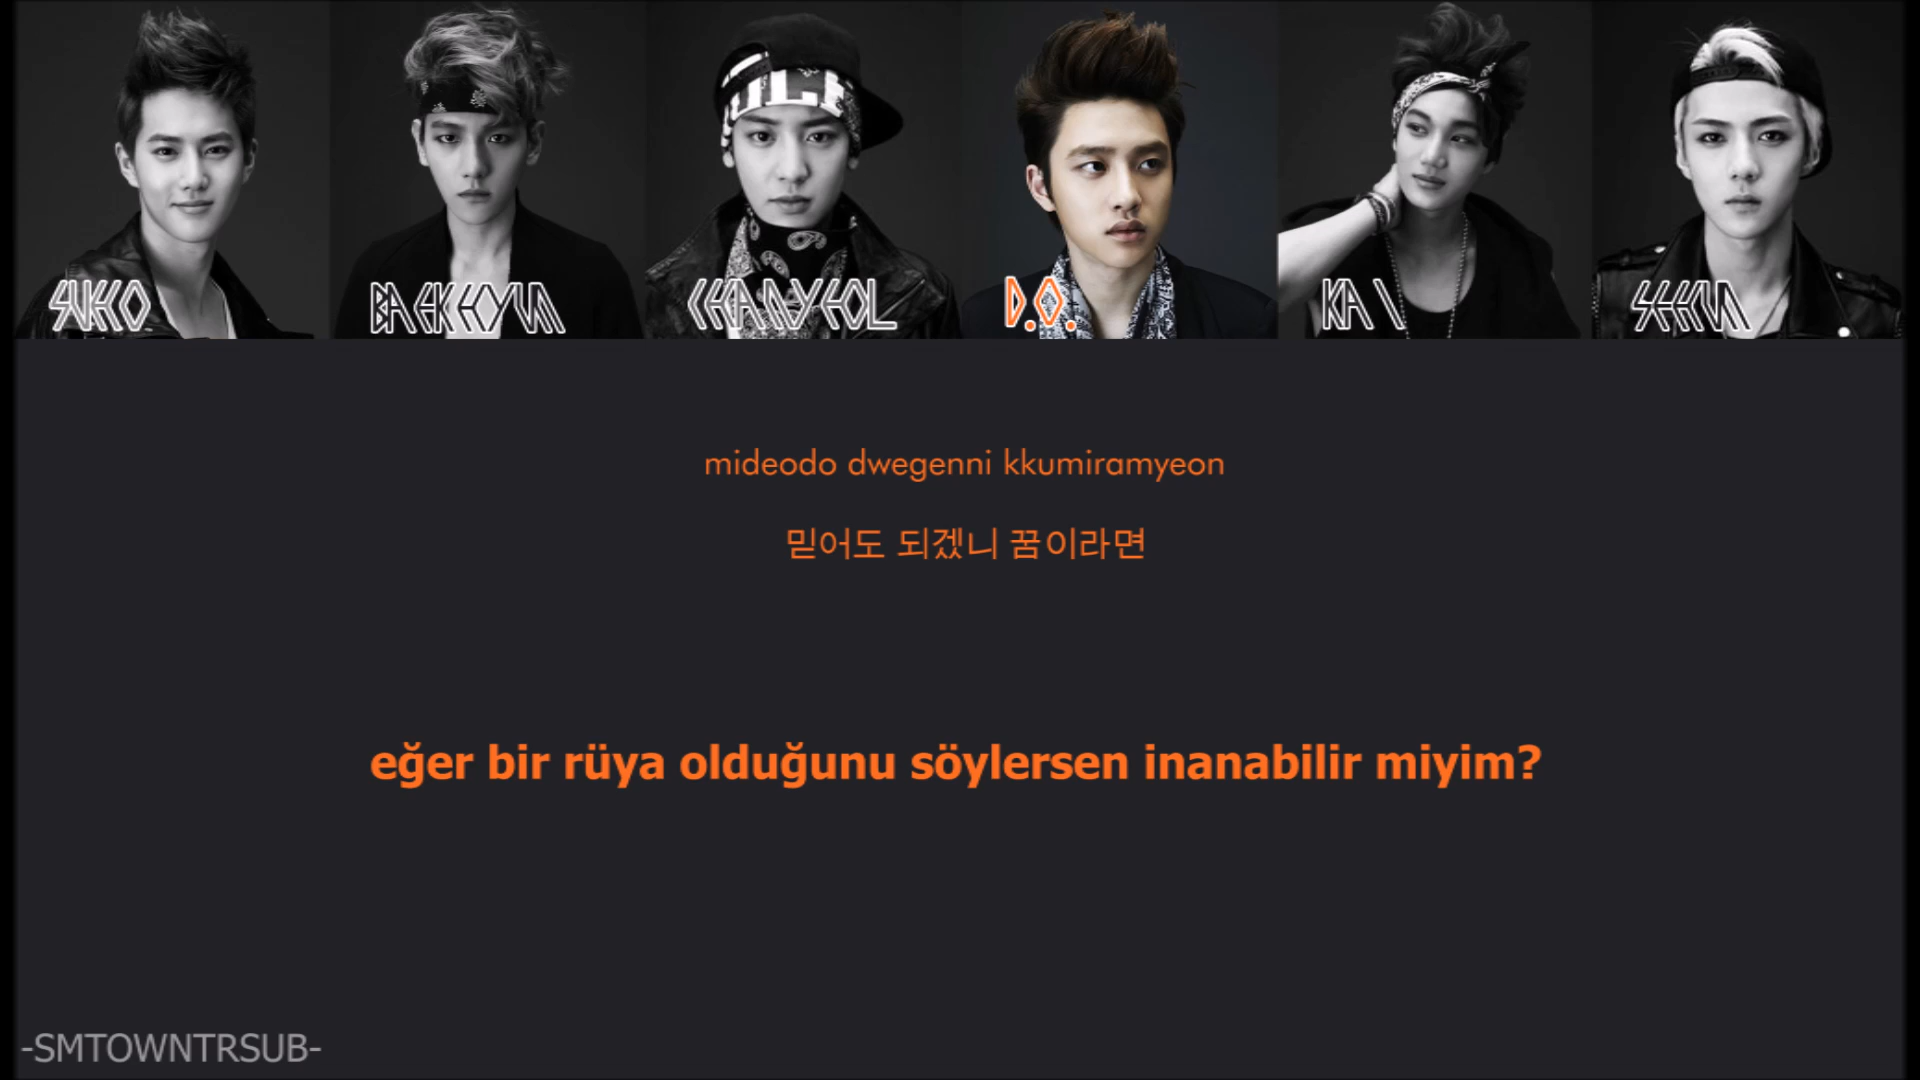 SUHO BAEKHYUN CHANYEOL D.O. KAI SEHUN
mideodo dwegenni kkumiramyeon
믿어도 되겠니 꿈이라면
eğer bir rüya olduğunu söylersen inanabilir miyim?
-SMTOWNTRSUB-